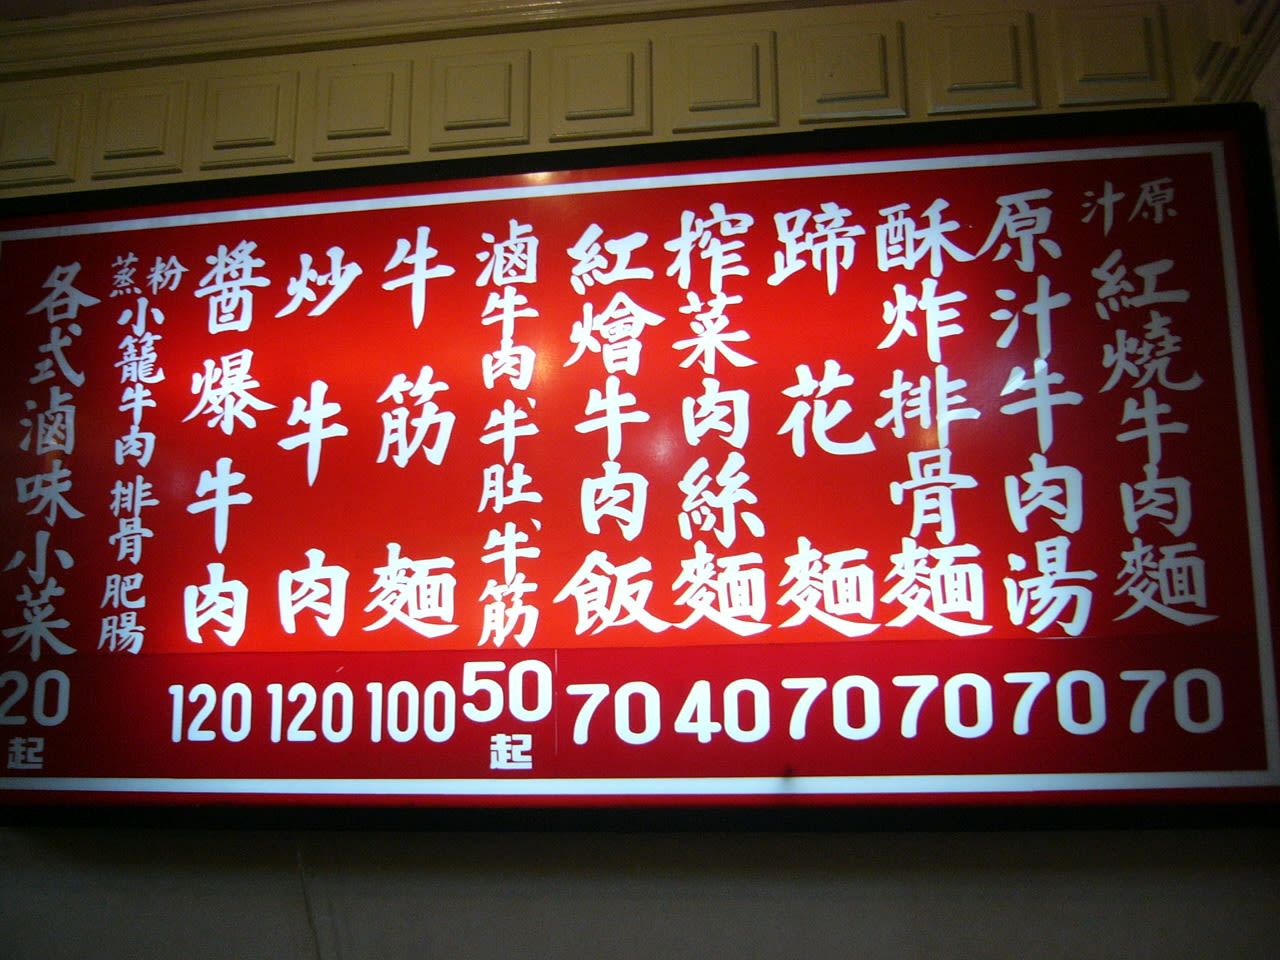 原汁紅燒牛肉麵
70
原汁牛肉湯
70
酥炸排骨麵
70
蹄花麵
70
榨菜肉絲麵
40
紅燴牛肉飯
70
滷牛肉、牛肚、牛筋
50起
牛筋麵
100
炒牛肉
120
醬爆牛肉
120
粉蒸小籠牛肉排骨肥腸
各式滷味小菜
20起